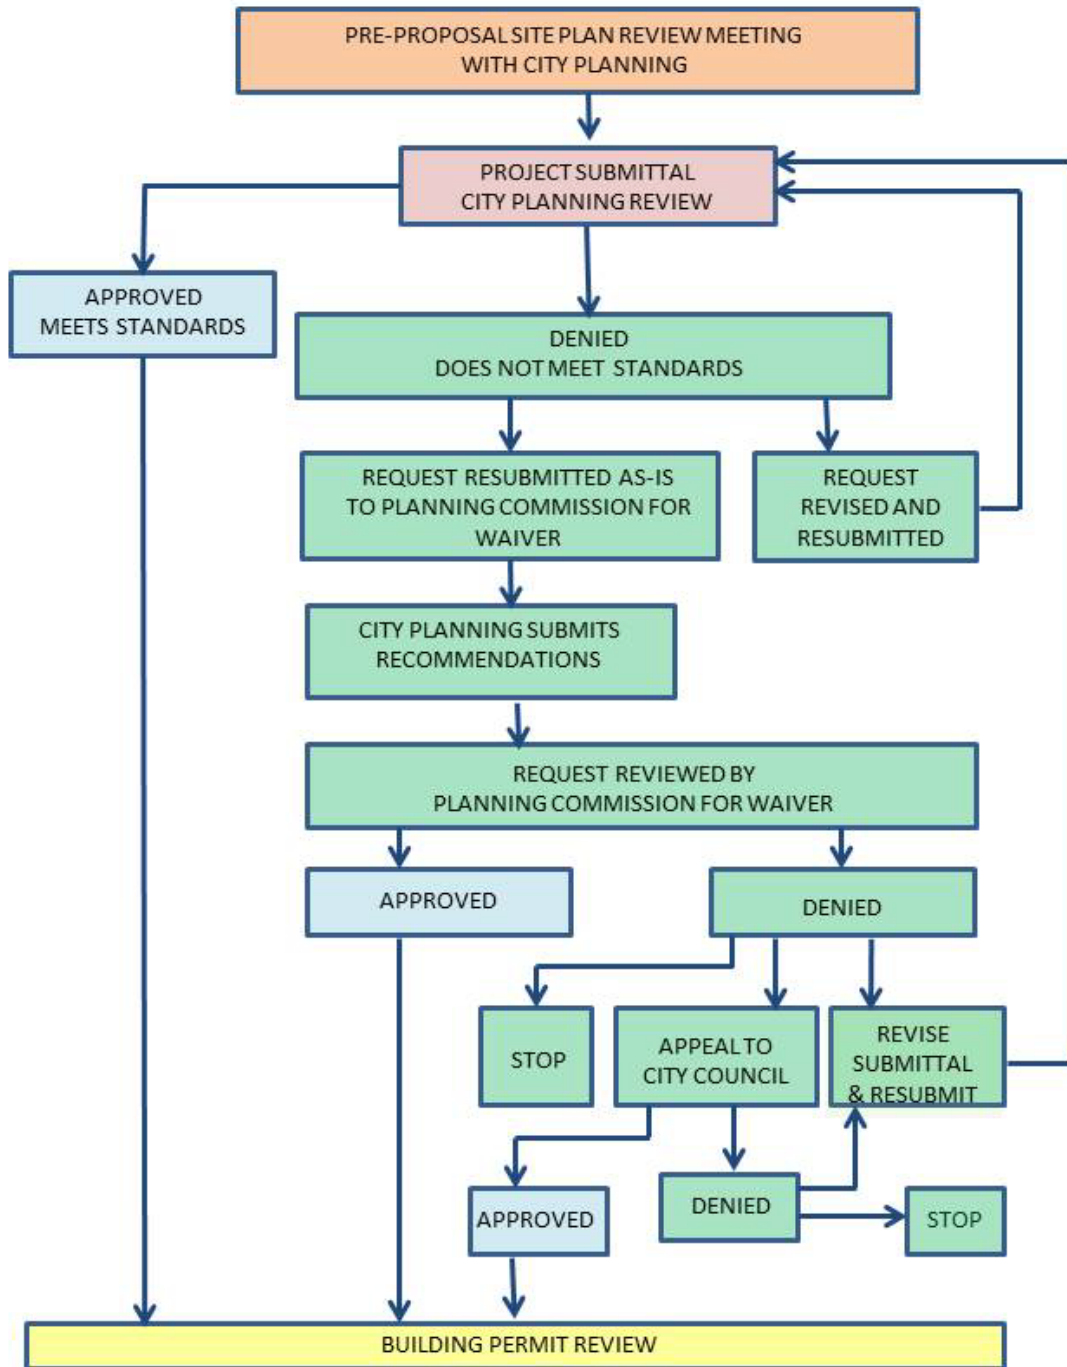 PRE-PROPOSAL SITE PLAN REVIEW MEETING
WITH CITY PLANNING
PROJECT SUBMITTAL
CITY PLANNING REVIEW
APPROVED
MEETS STANDARDS
DENIED
DOES NOT MEET STANDARDS
REQUEST RESUBMITTED AS-IS
TO PLANNING COMMISSION FOR
WAIVER
REQUEST
REVISED AND
RESUBMITTED
CITY PLANNING SUBMITS
RECOMMENDATIONS
REQUEST REVIEWED BY
PLANNING COMMISSION FOR WAIVER
APPROVED
DENIED
STOP
APPEAL TO
CITY COUNCIL
REVISE
SUBMITTAL
& RESUBMIT
APPROVED
DENIED
STOP
BUILDING PERMIT REVIEW